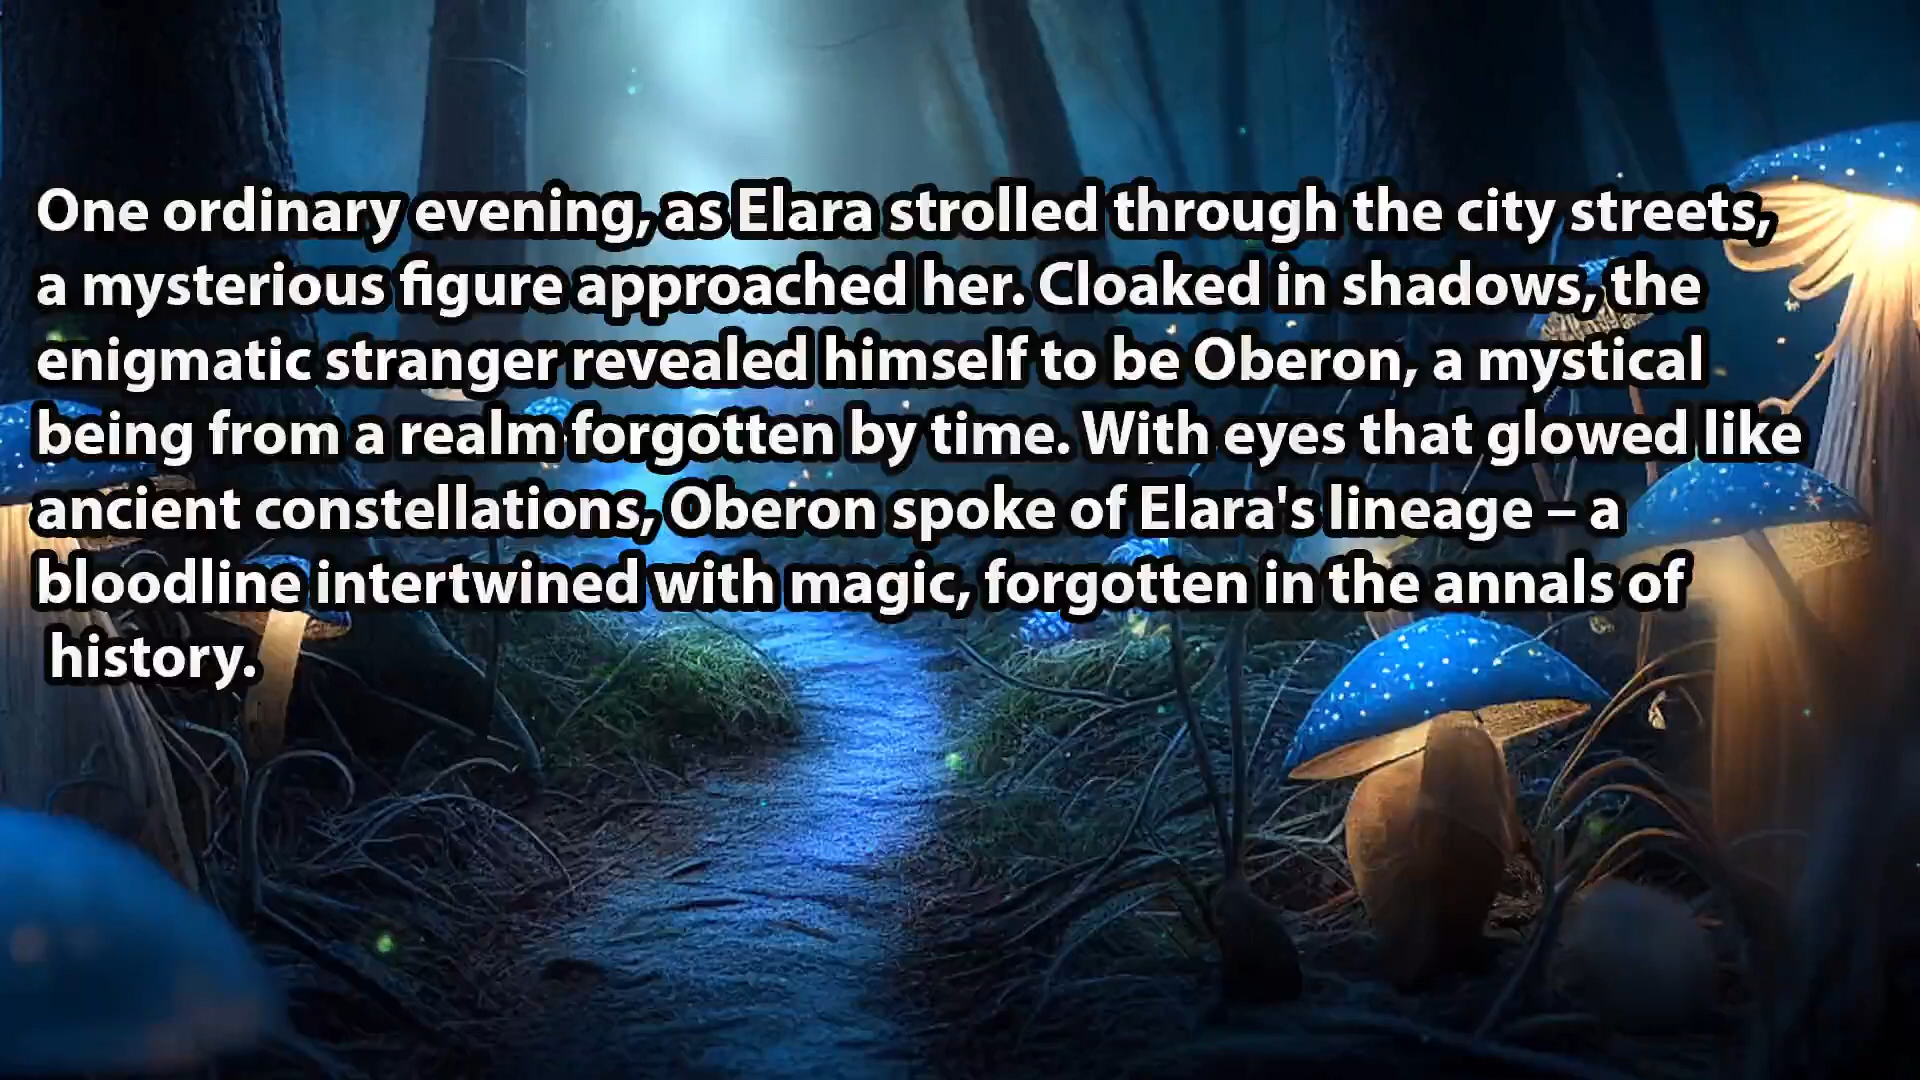 One ordinary evening, as Elara strolled through the city streets,
a mysterious figure approached her. Cloaked in shadows, the
enigmatic stranger revealed himself to be Oberon, a mystical
being from a realm forgotten by time. With eyes that glowed like
ancient constellations, Oberon spoke of Elara's lineage – a
bloodline intertwined with magic, forgotten in the annals of
history.